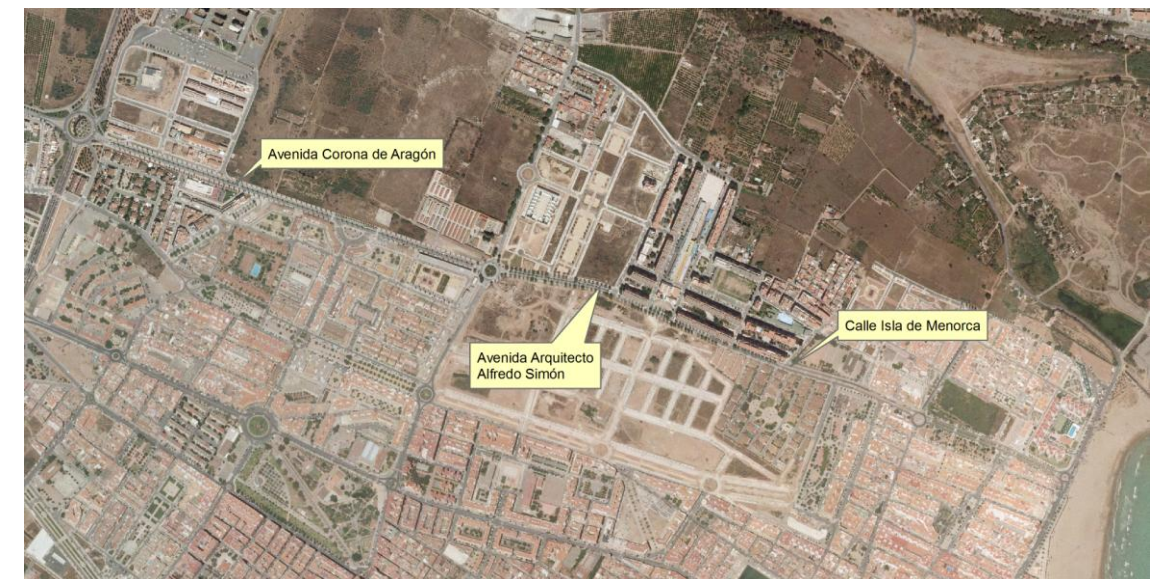 Avenida Corona de Aragón
Calle Isla de Menorca
Avenida Arquitecto
Alfredo Simón